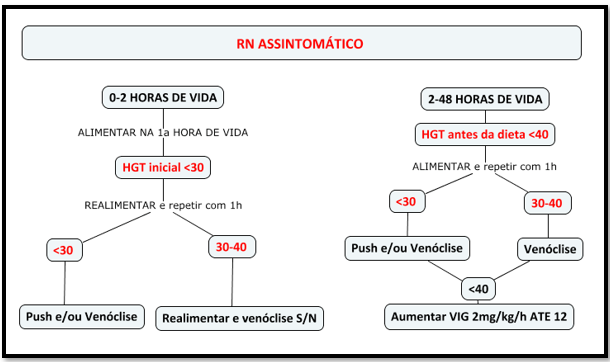 RN ASSINTOMÁTICO
0-2 HORAS DE VIDA
ALIMENTAR NA 1a HORA DE VIDA
HGT inicial <30
REALIMENTAR e repetir com 1h
<30
30-40
Push e/ou Venóclise
Realimentar e venóclise S/N
2-48 HORAS DE VIDA
HGT antes da dieta <40
ALIMENTAR e repetir com 1h
<30
30-40
Push e/ou Venóclise
Venóclise
<40
Aumentar VIG 2mg/kg/h ATE 12